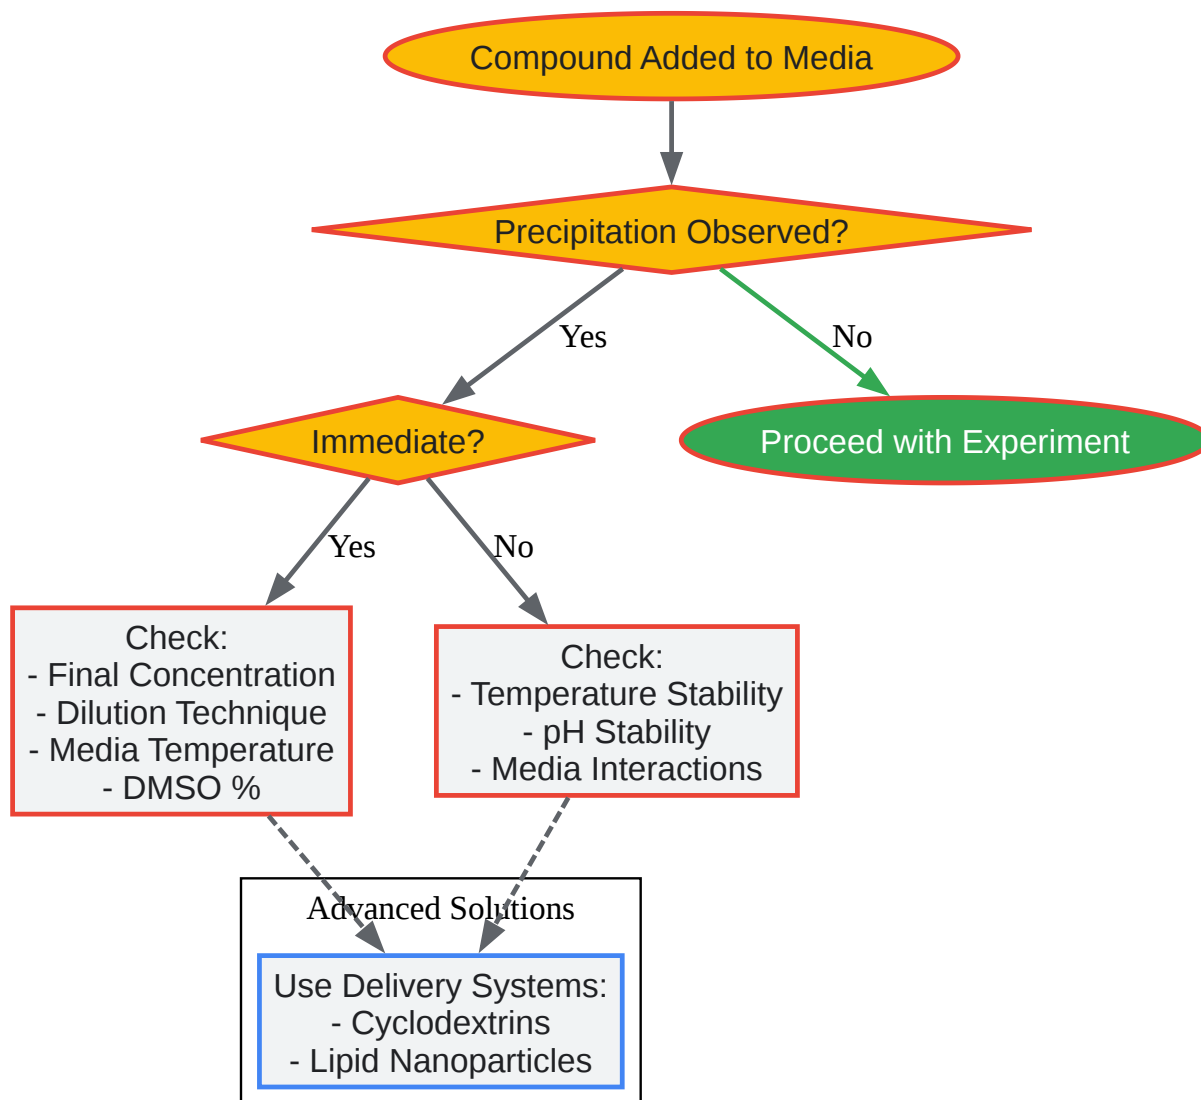 Compound Added to Media
Precipitation Observed?
Yes
No
Immediate?
Proceed with Experiment
Yes
No
Check:
- Final Concentration
- Dilution Technique
- Media Temperature
- DMSO %
Check:
- Temperature Stability
- pH Stability
- Media Interactions
Advanced Solutions
Use Delivery Systems:
- Cyclodextrins
- Lipid Nanoparticles